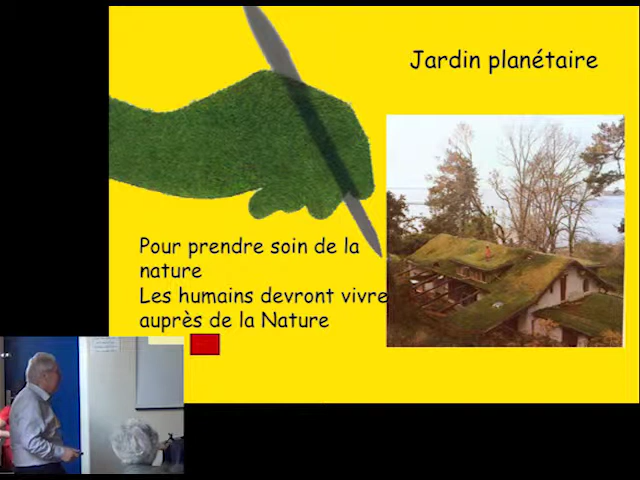 Jardin planétaire
Pour prendre soin de la
nature
Les humains devront vivre
auprès de la Nature